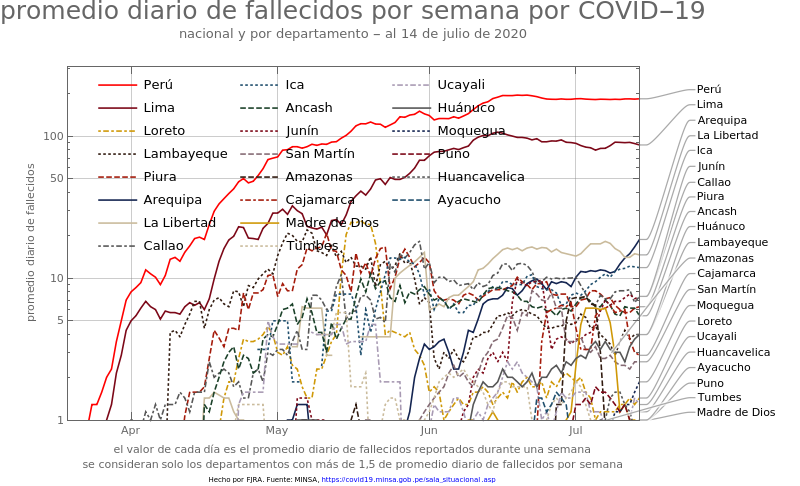 promedio diario de fallecidos por semana por COVID‒19
nacional y por departamento – al 14 de julio de 2020
promedio diario de fallecidos
100
50
10
5
1
Apr
May
Jun
Jul
Perú
Lima
Loreto
Lambayeque
Piura
Arequipa
La Libertad
Callao
Ica
Ancash
Junín
San Martín
Amazonas
Cajamarca
Madre de Dios
Tumbes
Ucayali
Huánuco
Moquegua
Puno
Huancavelica
Ayacucho
Perú
Lima
Arequipa
La Libertad
Ica
Junín
Callao
Piura
Ancash
Huánuco
Lambayeque
Amazonas
Cajamarca
San Martín
Moquegua
Loreto
Ucayali
Huancavelica
Ayacucho
Puno
Tumbes
Madre de Dios
el valor de cada día es el promedio diario de fallecidos reportados durante una semana
se consideran solo los departamentos con más de 1,5 de promedio diario de fallecidos por semana
Hecho por FJRA. Fuente: MINSA, https://covid19.minsa.gob.pe/sala_situacional.asp